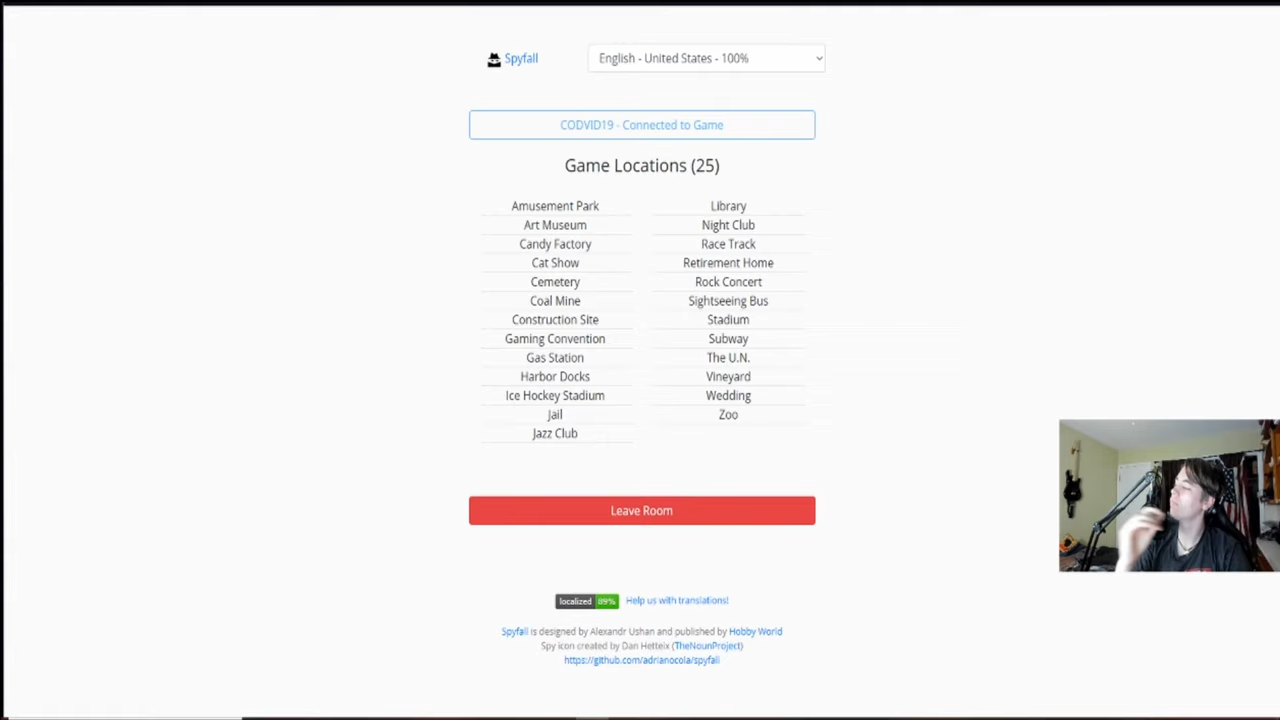 Spyfall
English - United States - 100%
CODVID19 - Connected to Game
Game Locations (25)
Amusement Park
Library
Art Museum
Night Club
Candy Factory
Race Track
Cat Show
Retirement Home
Cemetery
Rock Concert
Coal Mine
Sightseeing Bus
Construction Site
Stadium
Gaming Convention
Subway
Gas Station
The U.N.
Harbor Docks
Vineyard
Ice Hockey Stadium
Wedding
Jail
Zoo
Jazz Club
Leave Room
localized 89% Help us with translations!
Spyfall is designed by Alexandr Ushan and published by Hobby World
Spy icon created by Dan Hetteix (TheNounProject)
https://github.com/adrianocola/spyfall